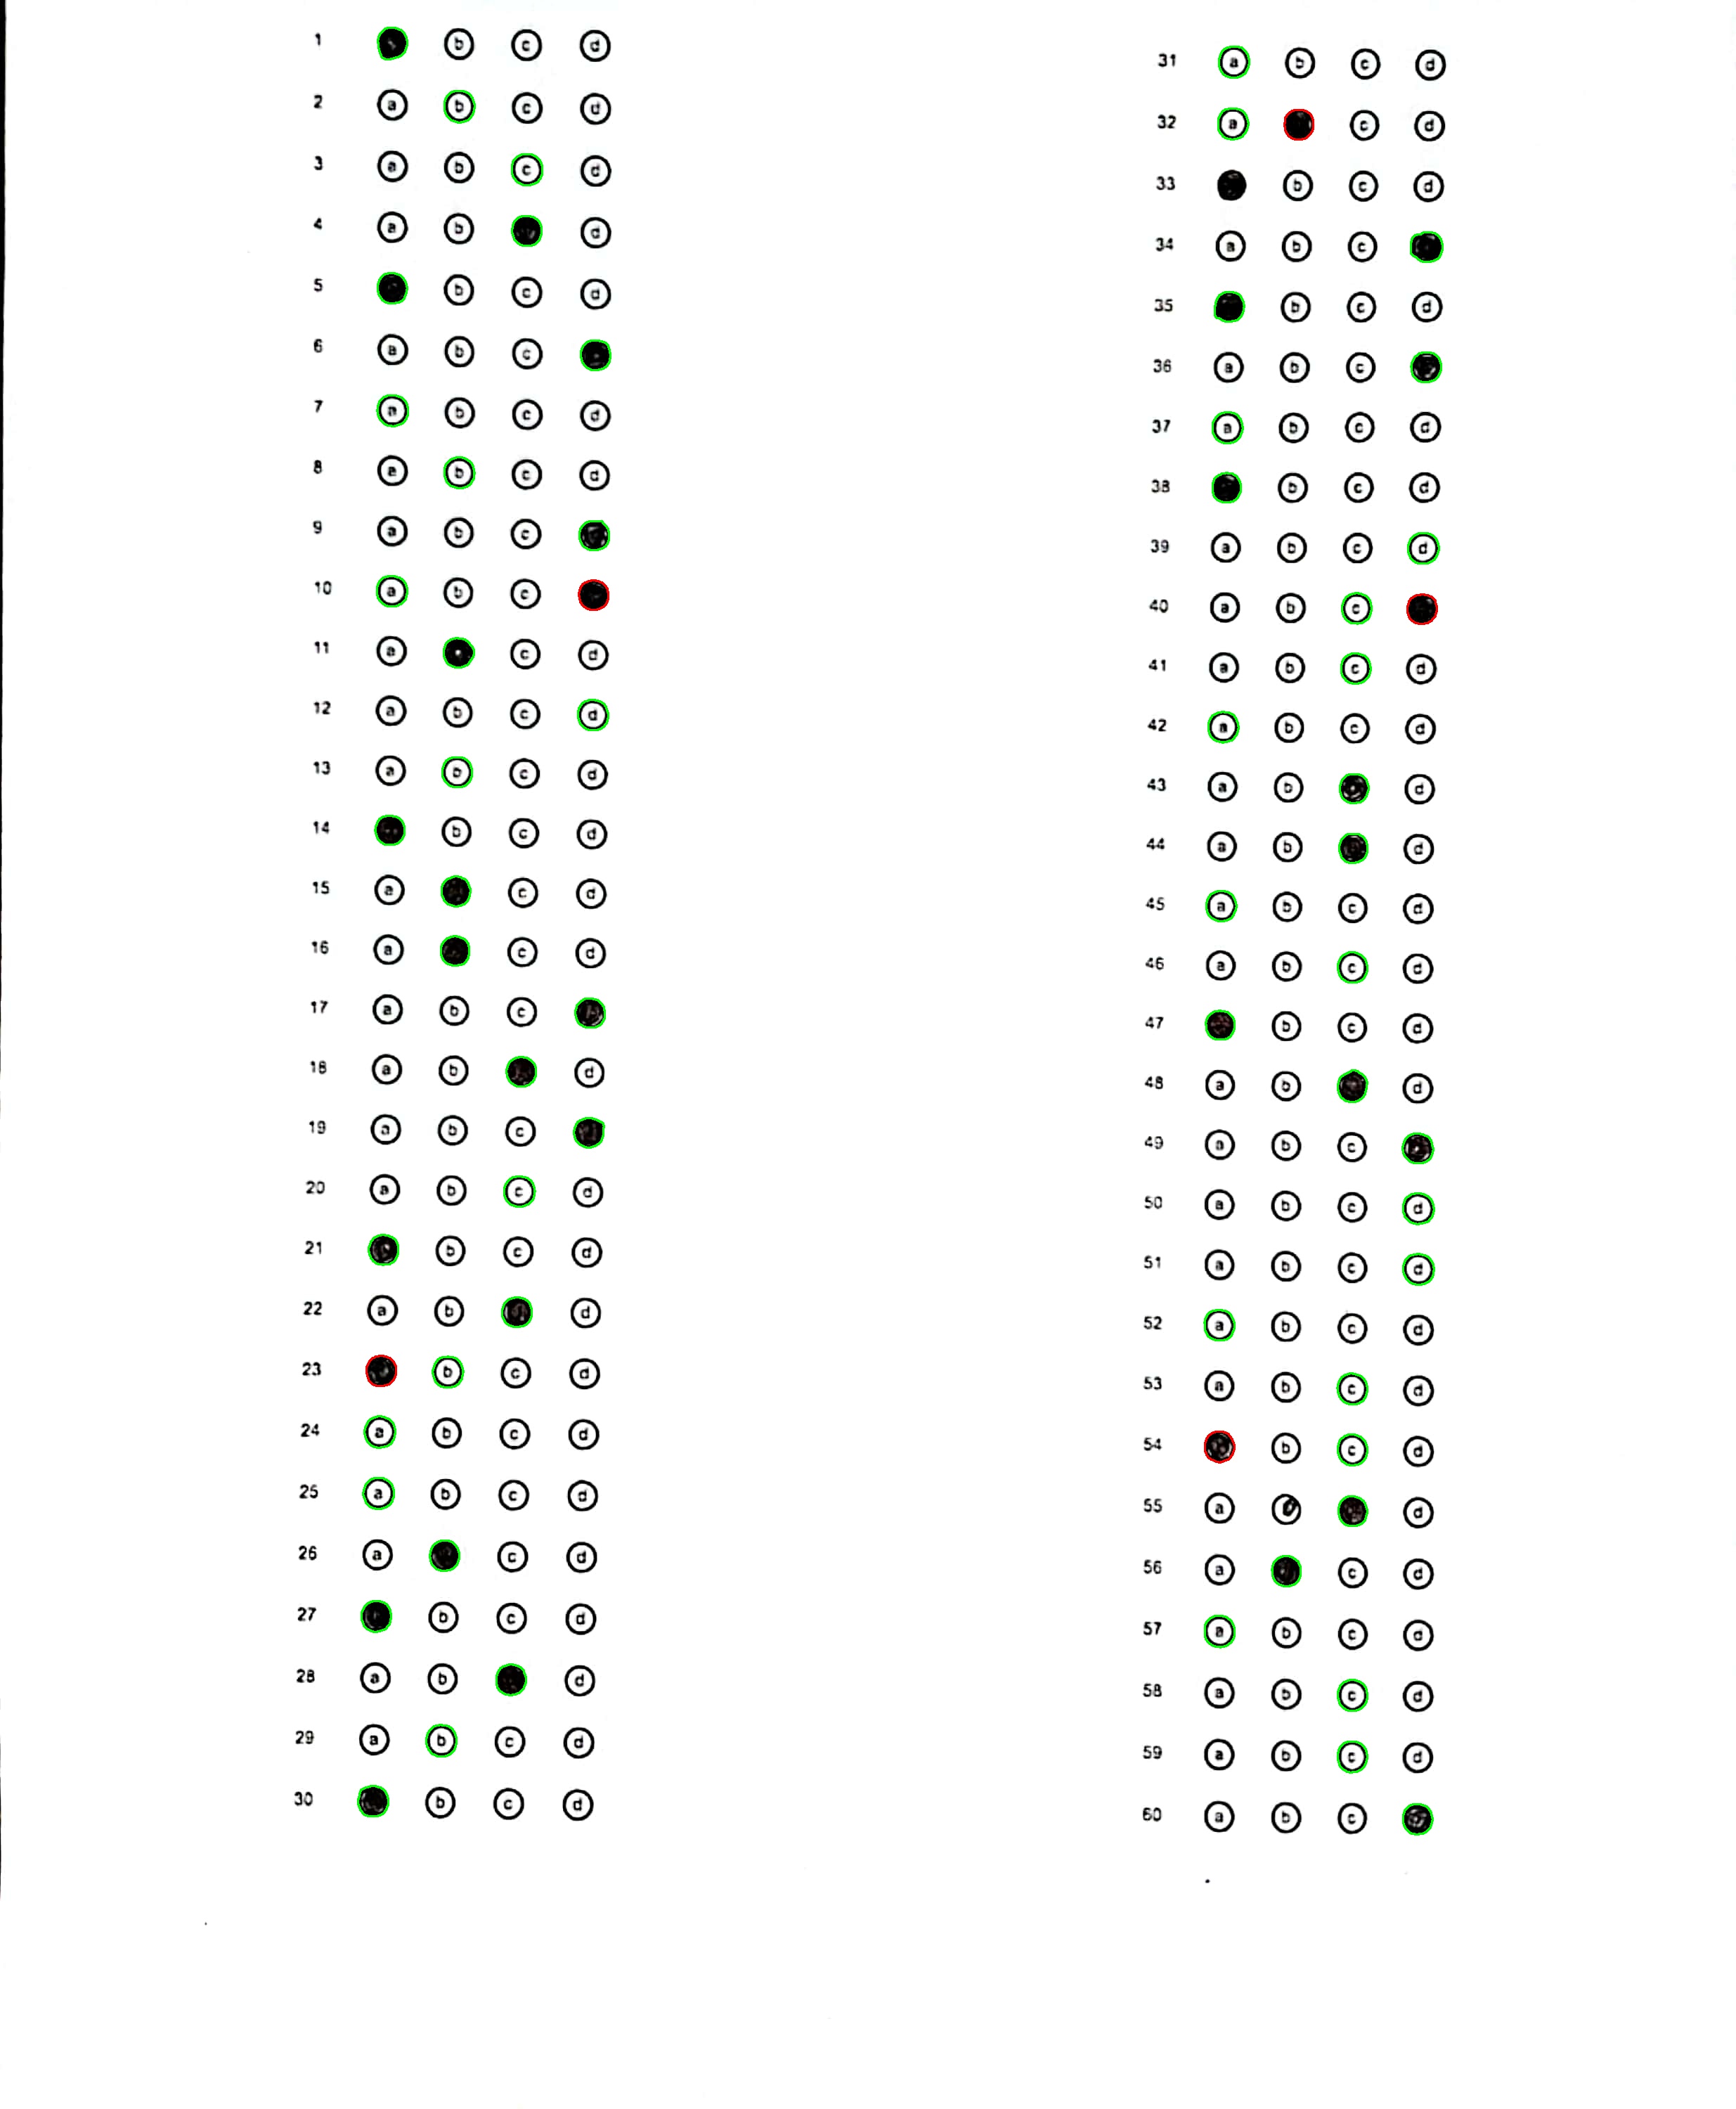 1 b c d
2 a b c d
3 a b c d
4 a b d
5 b c d
6 a b c
7 a b c d
8 a b c d
9 a b c
10 a b c
11 a c d
12 a b c d
13 a b c d
14 b c d
15 a c d
16 a c d
17 a b c
18 a b d
19 a b c
20 a b c d
21 b c d
22 a b d
23 b c d
24 a b c d
25 a b c d
26 a c d
27 b c d
28 a b d
29 a b c d
30 b c d
31 a b c d
32 a c d
33 b c d
34 a b c
35 b c d
36 a b c
37 a b c d
38 b c d
39 a b c d
40 a b c
41 a b c d
42 a b c d
43 a b d
44 a b d
45 a b c d
46 a b c d
47 b c d
48 a b d
49 a b c
50 a b c d
51 a b c d
52 a b c d
53 a b c d
54 b c d
55 a d
56 a c d
57 a b c d
58 a b c d
59 a b c d
60 a b c